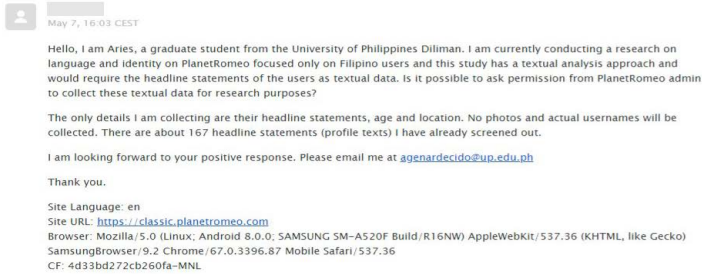 May 7, 16:03 CEST
Hello, I am Aries, a graduate student from the University of Philippines Diliman. I am currently conducting a research on
language and identity on PlanetRomeo focused only on Filipino users and this study has a textual analysis approach and
would require the headline statements of the users as textual data. Is it possible to ask permission from PlanetRomeo admin
to collect these textual data for research purposes?
The only details I am collecting are their headline statements, age and location. No photos and actual usernames will be
collected. There are about 167 headline statements (profile texts) I have already screened out.
I am looking forward to your positive response. Please email me at agenardecido@up.edu.ph
Thank you.
Site Language: en
Site URL: https://classic.planetromeo.com
Browser: Mozilla/5.0 (Linux; Android 8.0.0; SAMSUNG SM-A520F Build/R16NW) AppleWebKit/537.36 (KHTML, like Gecko)
SamsungBrowser/9.2 Chrome/67.0.3396.87 Mobile Safari/537.36
CF: 4d33bd272cb260fa-MNL